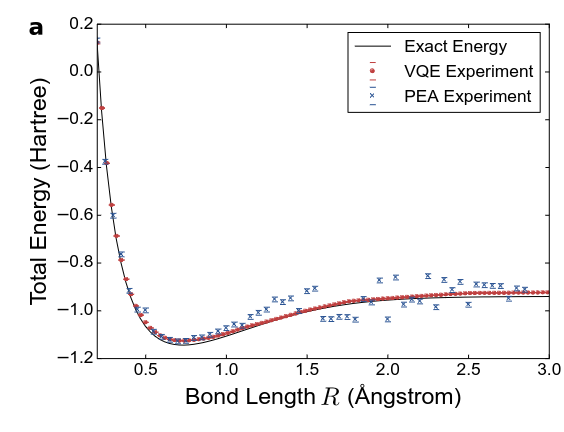 a
0.2
0.0
−0.2
−0.4
−0.6
−0.8
−1.0
−1.2
Total Energy (Hartree)
Exact Energy
VQE Experiment
PEA Experiment
0.5
1.0
1.5
2.0
2.5
3.0
Bond Length R (Ångstrom)